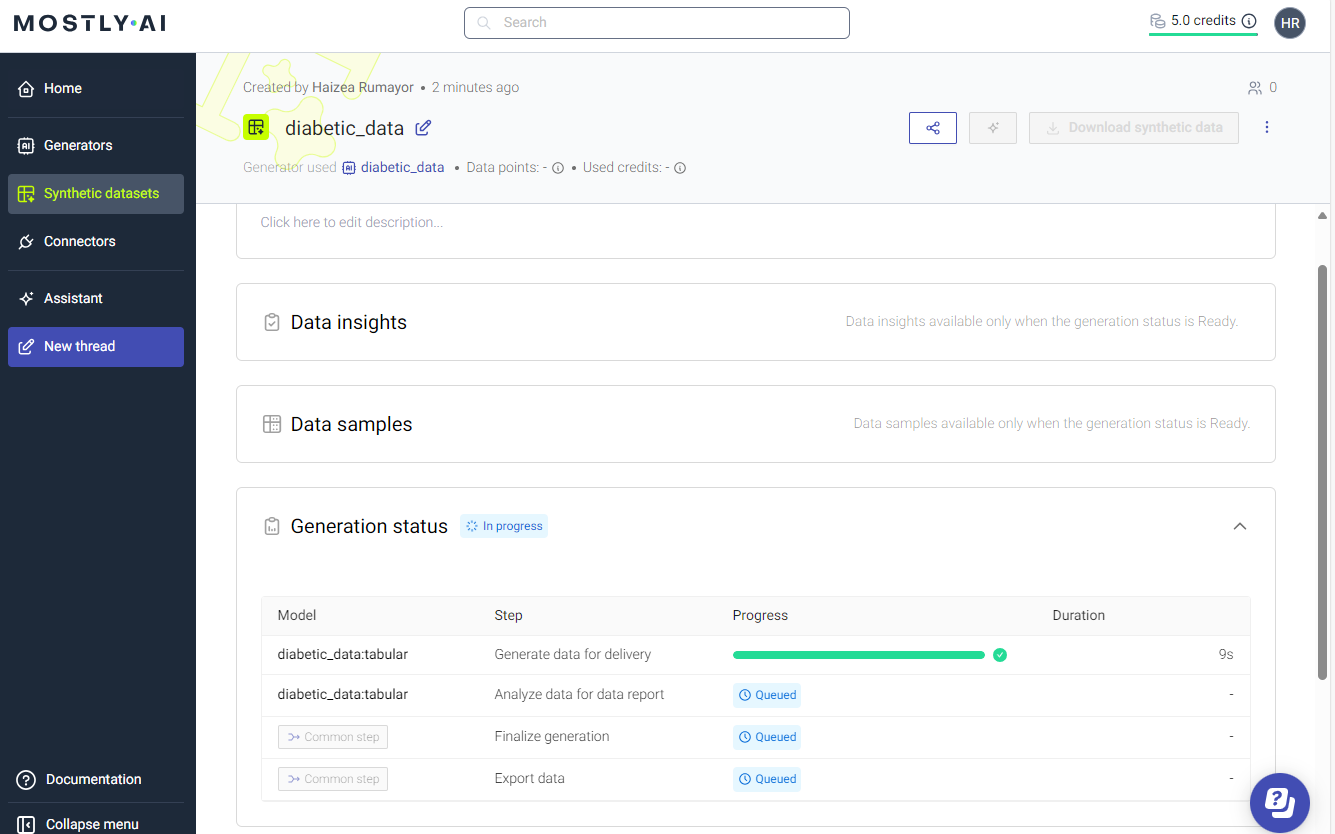 MOSTLY·AI
Search
5.0 credits
HR
Home
Generators
Synthetic datasets
Connectors
Assistant
New thread
Documentation
Collapse menu
Created by Haizea Rumayor • 2 minutes ago
0
diabetic_data
Download synthetic data
Generator used diabetic_data • Data points: - • Used credits: -
Click here to edit description...
Data insights
Data insights available only when the generation status is Ready.
Data samples
Data samples available only when the generation status is Ready.
Generation status In progress
Model Step Progress Duration
diabetic_data:tabular Generate data for delivery 9s
diabetic_data:tabular Analyze data for data report Queued -
Common step Finalize generation Queued -
Common step Export data Queued -